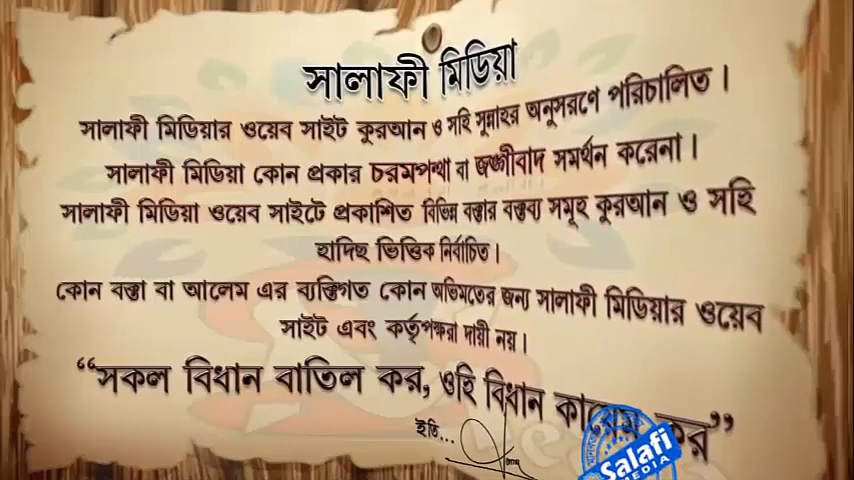 সালাফী মিডিয়া
সালাফী মিডিয়ার ওয়েব সাইট কুরআন ও সহি সুন্নাহর অনুসরণে পরিচালিত ।
সালাফী মিডিয়া কোন প্রকার চরমপন্থা বা জঙ্গীবাদ সমর্থন করেনা ।
সালাফী মিডিয়া ওয়েব সাইটে প্রকাশিত বিভিন্ন বক্তার বক্তব্য সমূহ কুরআন ও সহি
হাদিছ ভিত্তিক নির্বাচিত ।
কোন বক্তা বা আলেম এর ব্যক্তিগত কোন অভিমতের জন্য সালাফী মিডিয়ার ওয়েব
সাইট এবং কর্তৃপক্ষরা দায়ী নয় ।
“সকল বিধান বাতিল কর, ওহি বিধান কায়েম কর”
ইতি...
Salafi
MEDIA